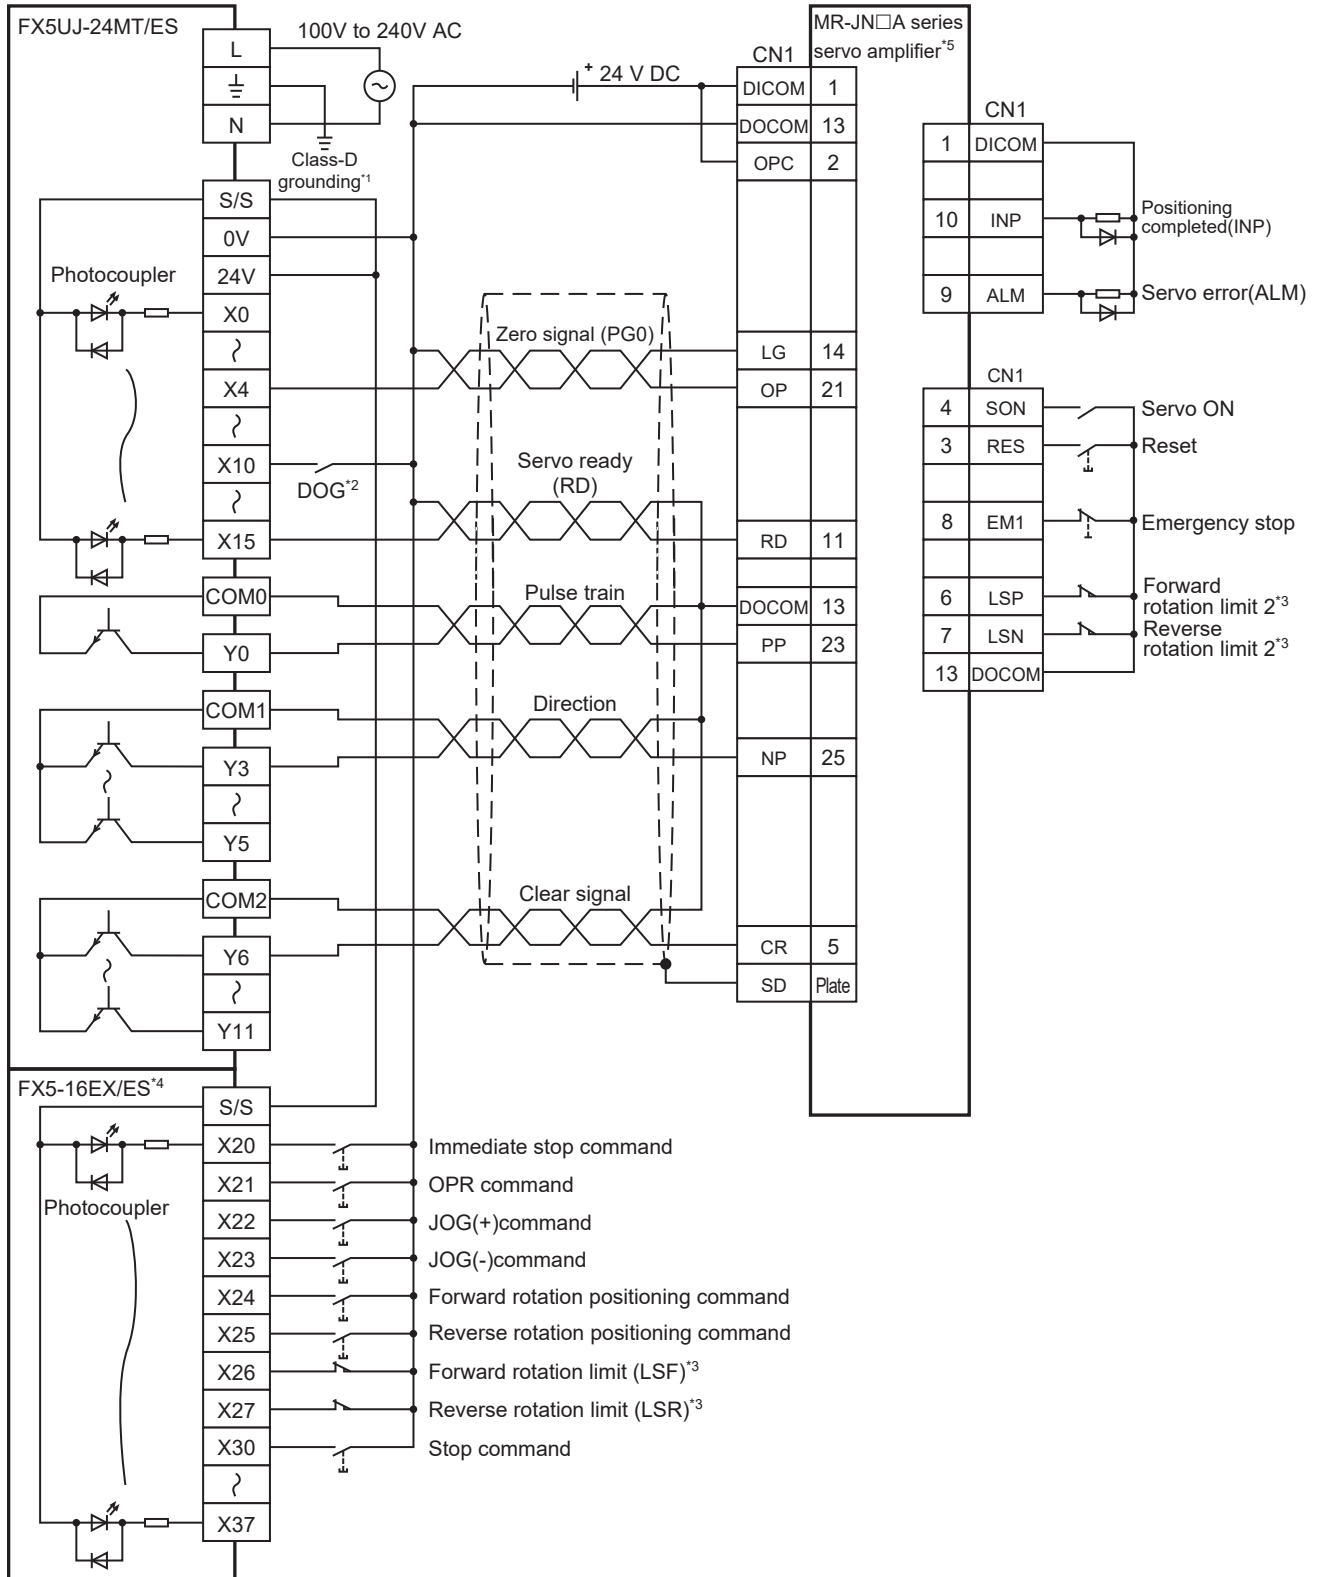 FX5UJ-24MT/ES
L
N
100V to 240V AC
Class-D
grounding*1
S/S
0V
24V
X0
X4
X10
X15
Photocoupler
DOG*2
COM0
Y0
COM1
Y3
Y5
COM2
Y6
Y11
+ 24 V DC
Zero signal (PG0)
Servo ready
(RD)
Pulse train
Direction
Clear signal
MR-JN□A series
servo amplifier*5
CN1
DICOM 1
DOCOM 13
OPC 2
LG 14
OP 21
RD 11
DOCOM 13
PP 23
NP 25
CR 5
SD Plate
CN1
1 DICOM
10 INP
Positioning
completed(INP)
9 ALM Servo error(ALM)
CN1
4 SON Servo ON
3 RES Reset
8 EM1 Emergency stop
6 LSP Forward
rotation limit 2*3
7 LSN Reverse
rotation limit 2*3
13 DOCOM
FX5-16EX/ES*4
S/S
Photocoupler
X20 Immediate stop command
X21 OPR command
X22 JOG(+)command
X23 JOG(-)command
X24 Forward rotation positioning command
X25 Reverse rotation positioning command
X26 Forward rotation limit (LSF)*3
X27 Reverse rotation limit (LSR)*3
X30 Stop command
X37